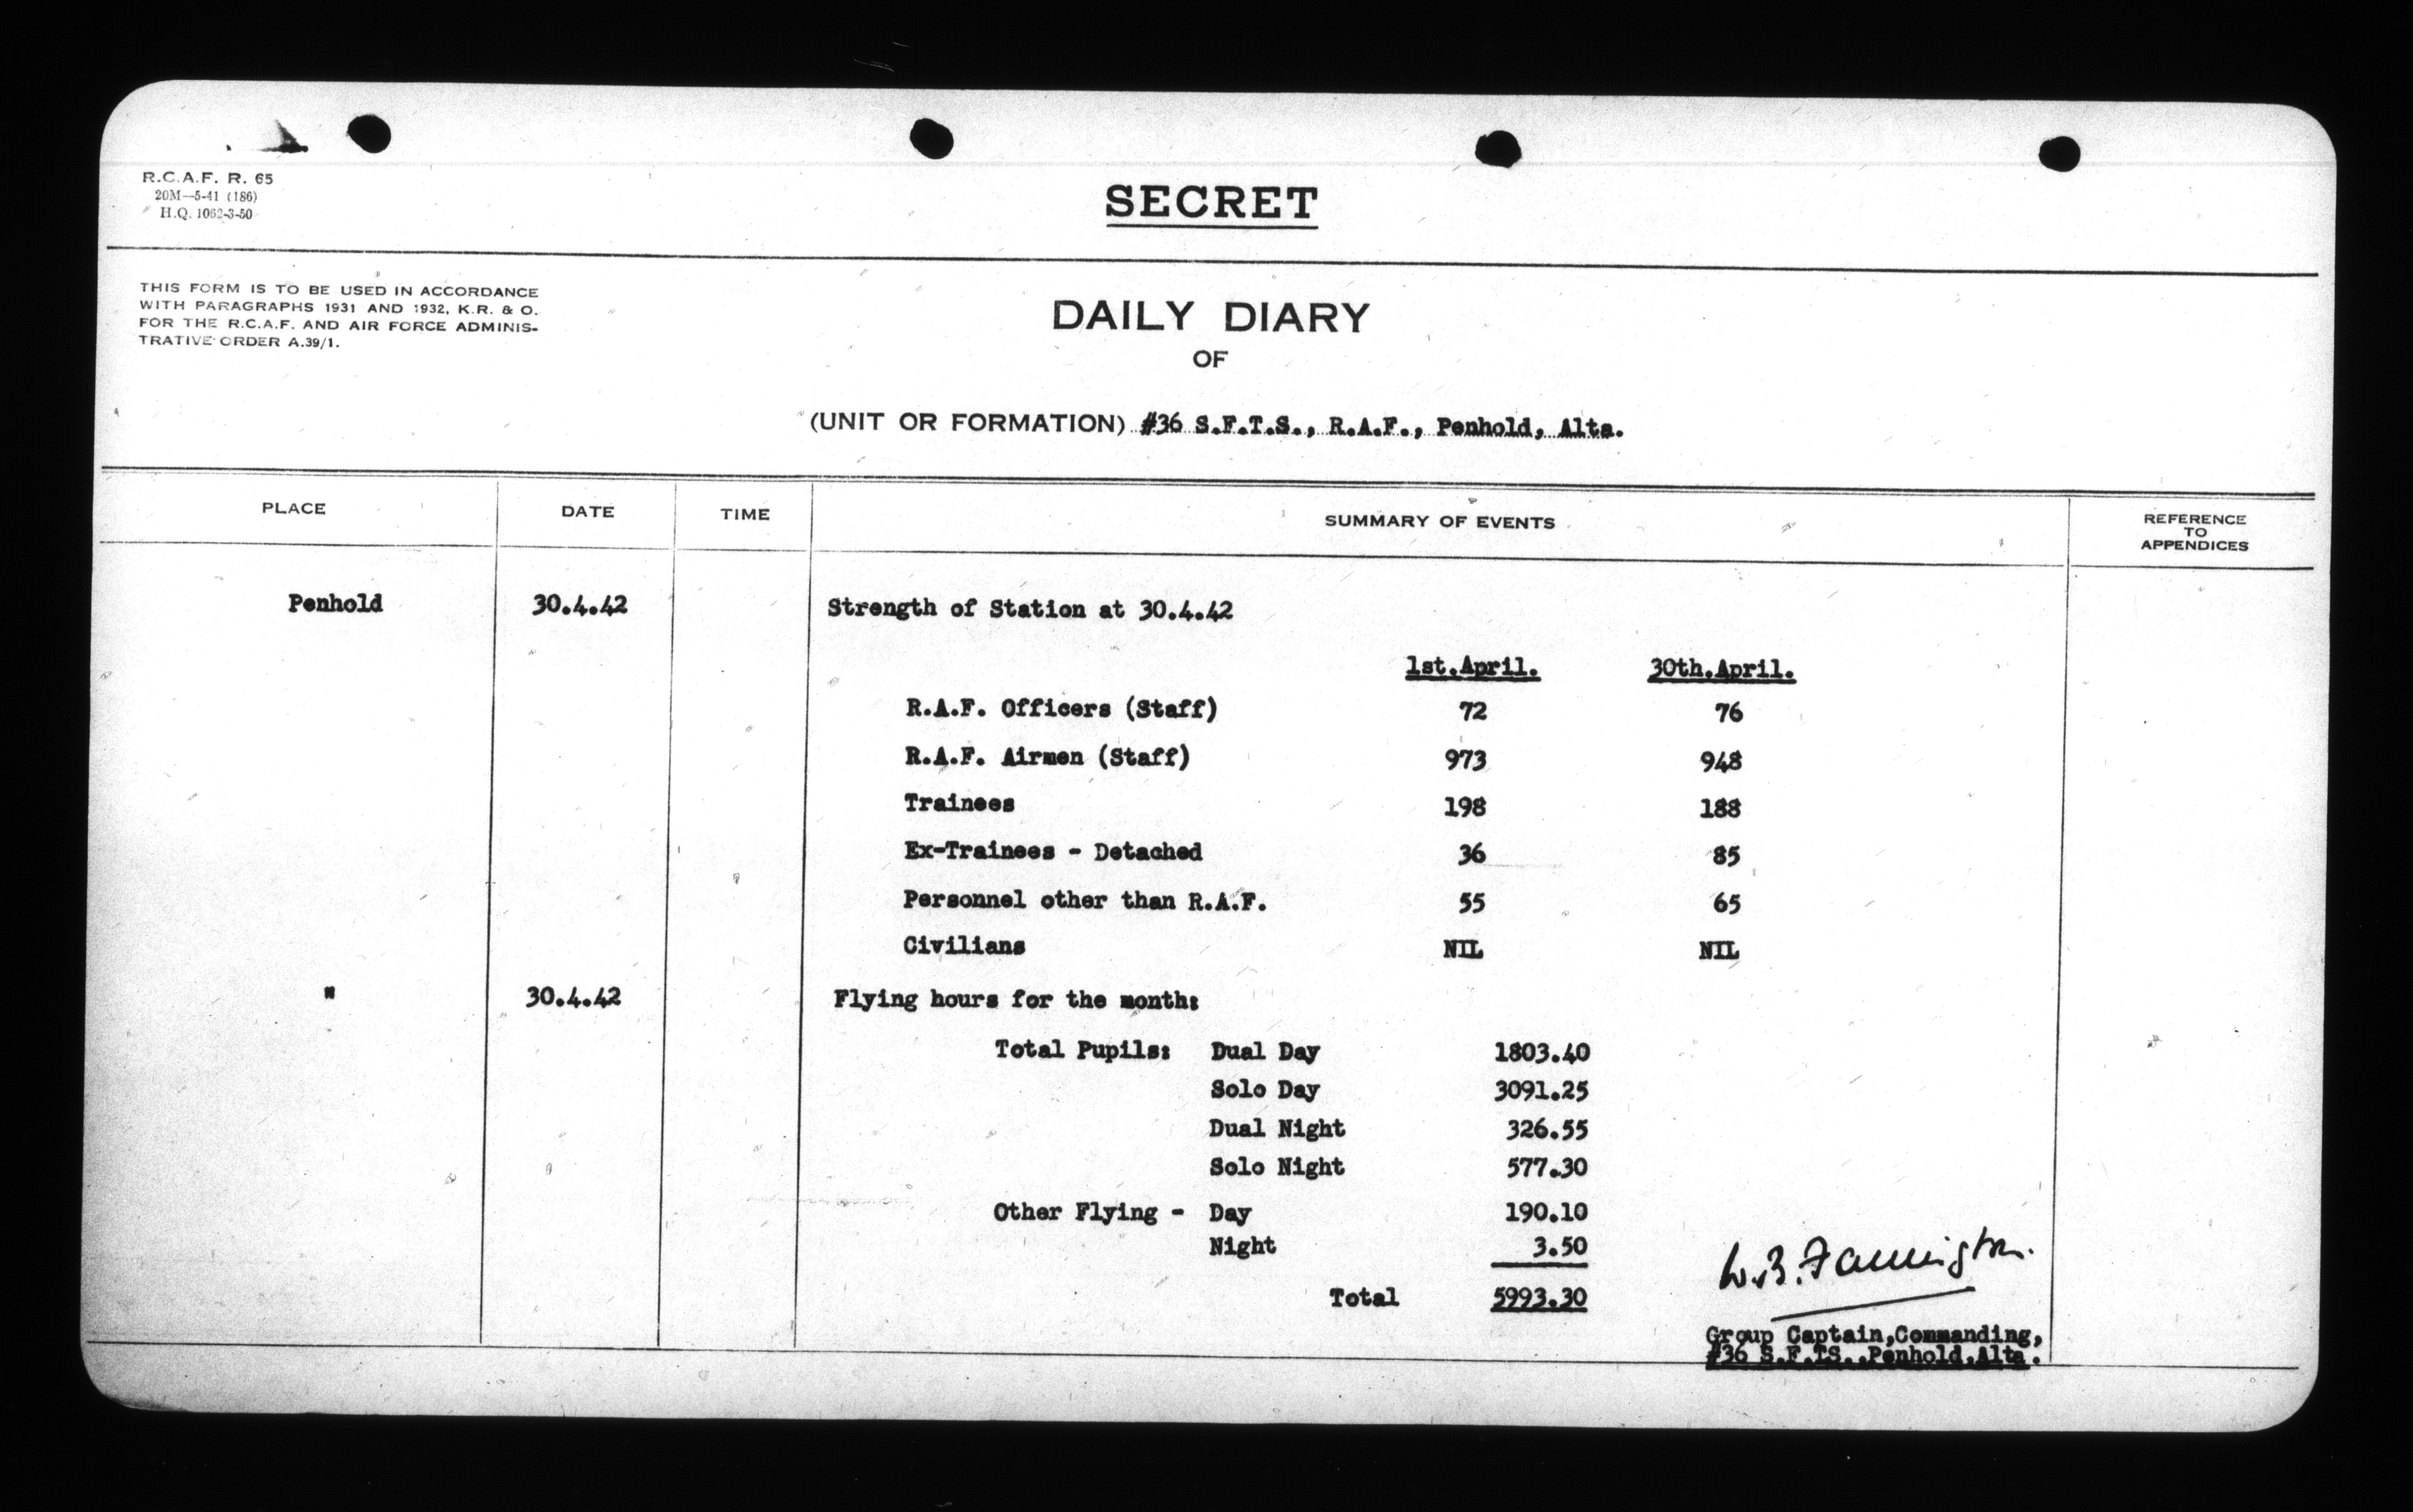 R.C.A.F. R. 65
20M—5-41 (186)
H.Q. 1062-3-50
SECRET
THIS FORM IS TO BE USED IN ACCORDANCE
WITH PARAGRAPHS 1931 AND 1932, K.R. & O.
FOR THE R.C.A.F. AND AIR FORCE ADMINIS-
TRATIVE ORDER A.39/1.
DAILY DIARY
OF
(UNIT OR FORMATION) #36 S.F.T.S., R.A.F., Penhold, Alta.
PLACE DATE TIME SUMMARY OF EVENTS REFERENCE
TO
APPENDICES
Penhold 30.4.42 Strength of Station at 30.4.42
1st.April. 30th.April.
R.A.F. Officers (Staff) 72 76
R.A.F. Airmen (Staff) 973 948
Trainees 198 188
Ex-Trainees - Detached 36 85
Personnel other than R.A.F. 55 65
Civilians NIL NIL
" 30.4.42 Flying hours for the month:
Total Pupils: Dual Day 1803.40
Solo Day 3091.25
Dual Night 326.55
Solo Night 577.30
Other Flying - Day 190.10
Night 3.50
Total 5993.30
Group Captain,Commanding,
#36 S.F.TS.,Penhold,Alta.